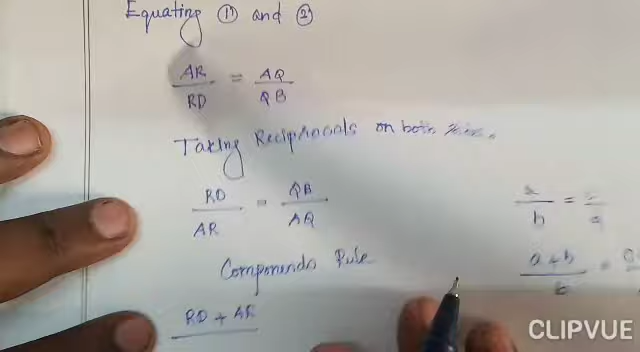 Equating ① and ②
AR/RD = AQ/QB
Taking Reciprocals on both
RD/AR = QB/AQ
Componendo Rule
RD + AR
a + b
CLIPVUE